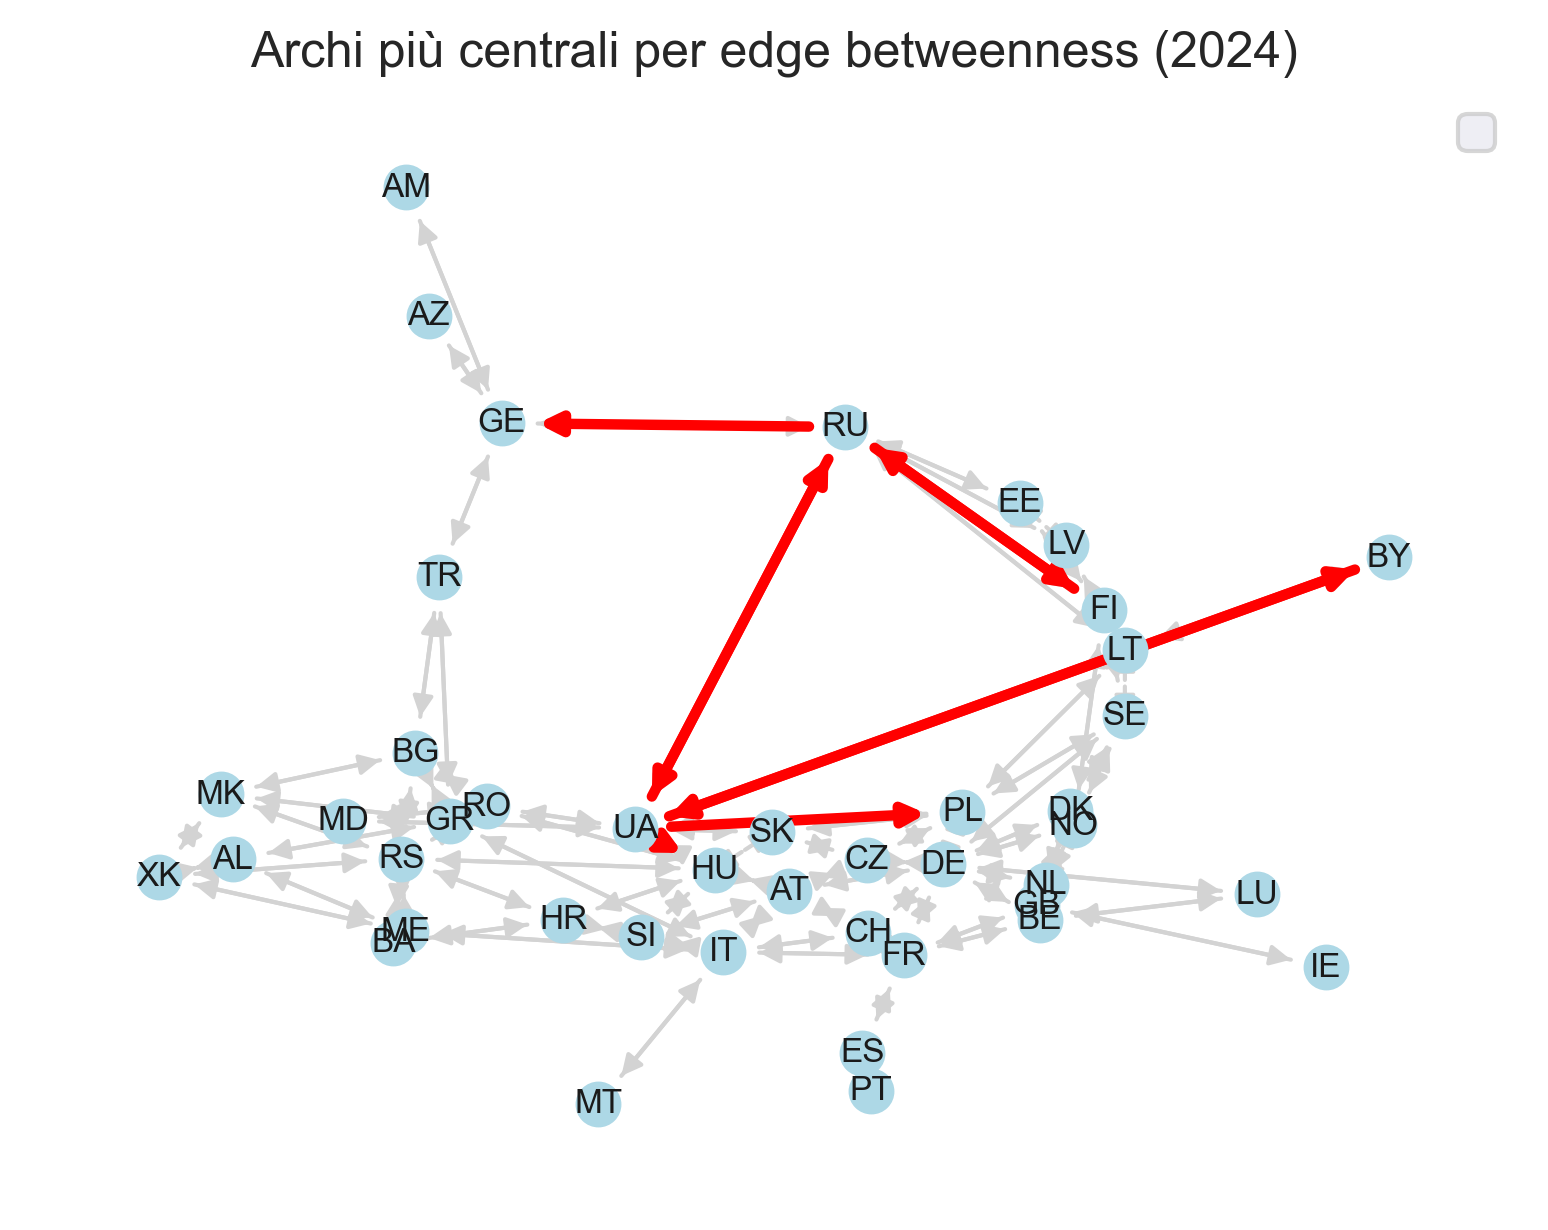 Archi più centrali per edge betweenness (2024)
AM
AZ
GE
RU
EE
LV
BY
TR
FI
LT
SE
BG
MK
RO
MD
GR
UA
SK
PL
DK
NO
AL
RS
XK
HU
CZ
DE
AT
NL
GB
BE
LU
HR
SI
ME
BA
IT
CH
FR
IE
ES
PT
MT